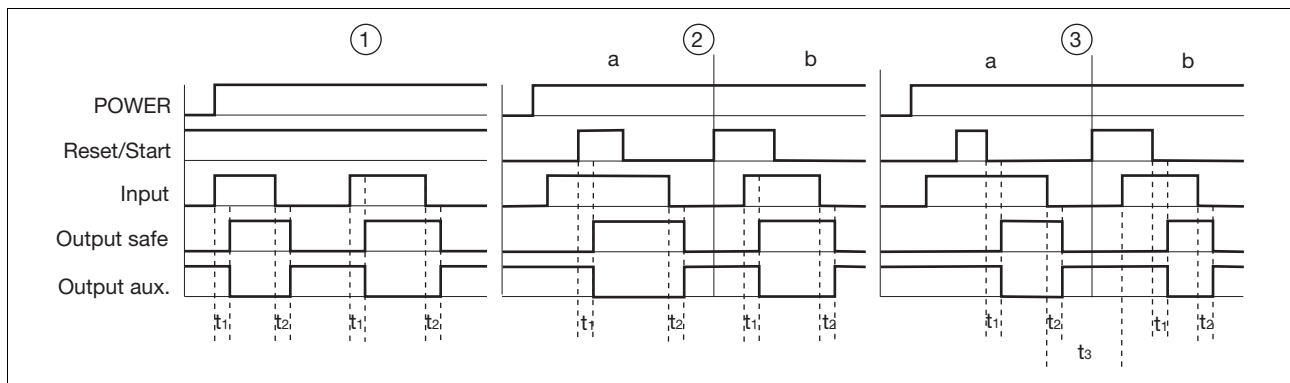 1 2 3
a b a b
POWER
Reset/Start
Input
Output safe
Output aux.
t1 t2 t1 t2 t1 t2 t1 t2 t1 t2 t1 t2
t3